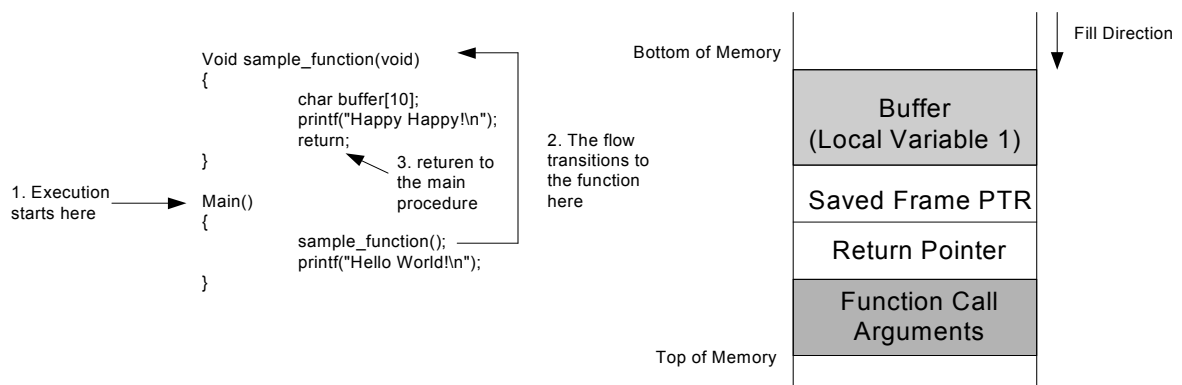 Void sample_function(void)
{
char buffer[10];
printf("Happy Happy!\n");
return;
}
3. returen to
the main
procedure
2. The flow
transitions to
the function
here
1. Execution
starts here
Main()
{
sample_function();
printf("Hello World!\n");
}
Bottom of Memory
Fill Direction
Buffer
(Local Variable 1)
Saved Frame PTR
Return Pointer
Function Call
Arguments
Top of Memory